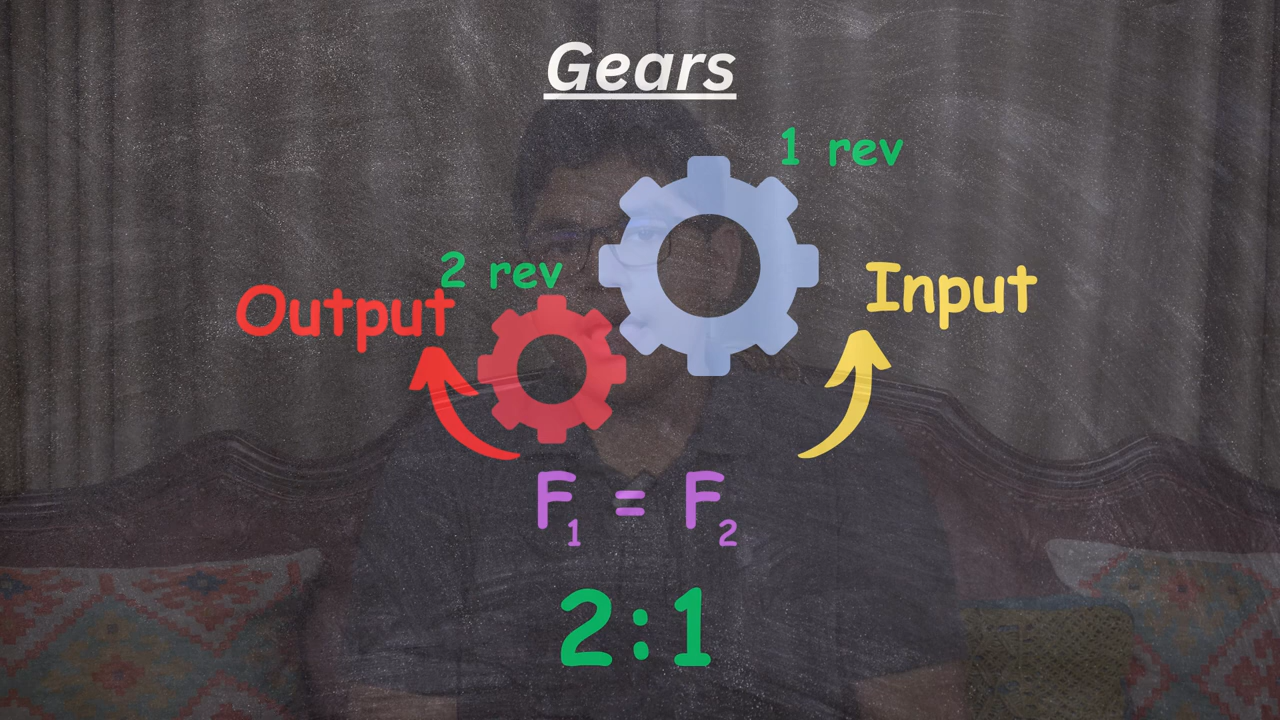 Gears
1 rev
2 rev
Input
Output
F₁ = F₂
2:1